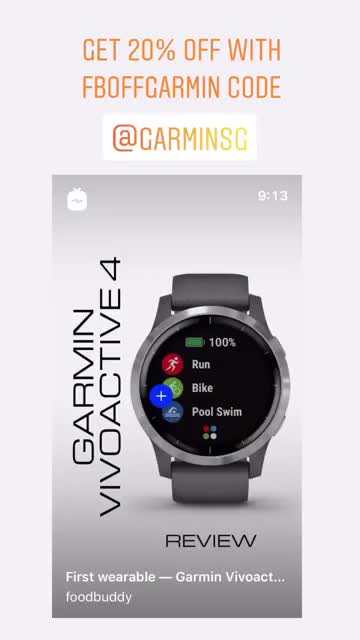 GET 20% OFF WITH
FBOFFGARMIN CODE
@GARMINSG
9:13
GARMIN
VIVOACTIVE 4
100%
Run
Bike
Pool Swim
REVIEW
First wearable — Garmin Vivoact...
foodbuddy